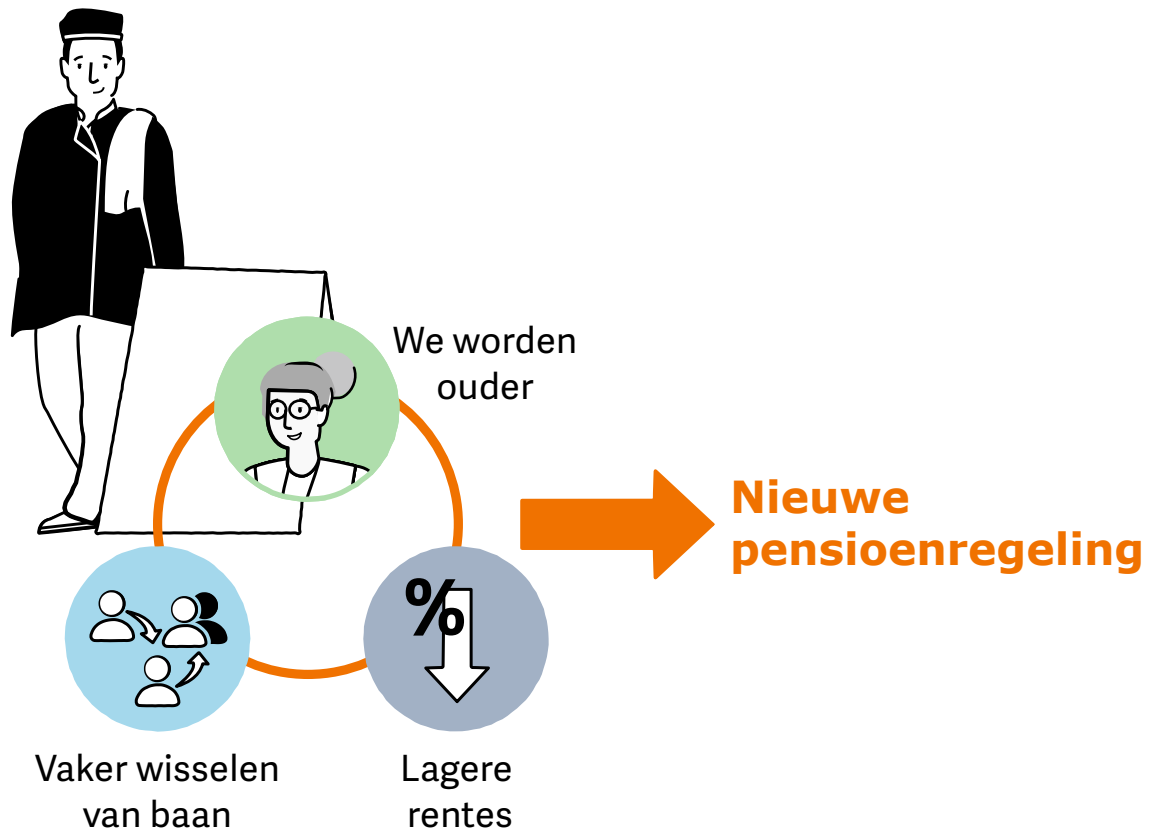 We worden
ouder
Nieuwe
pensioenregeling
%
Vaker wisselen
van baan
Lagere
rentes